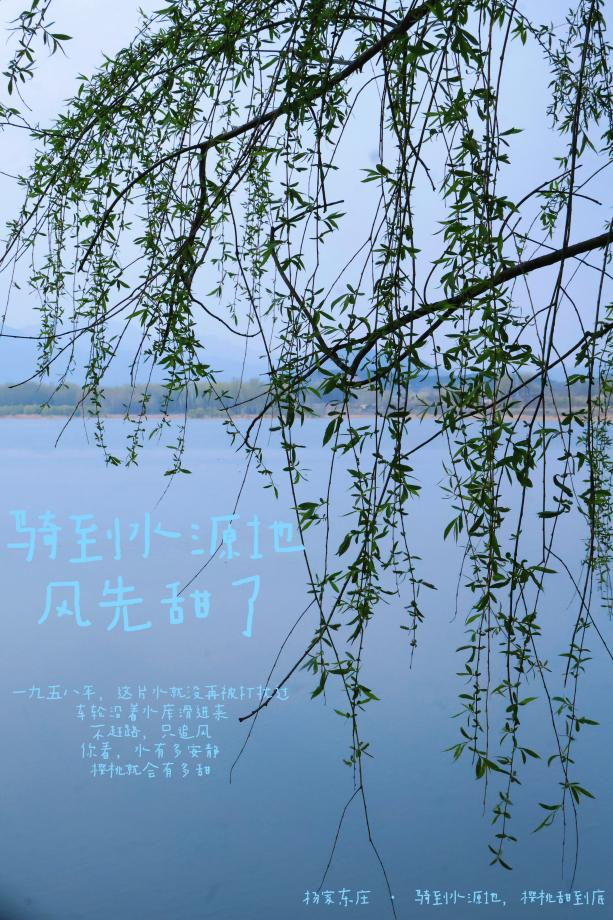 骑到水源地
风先甜了
一九五八年，这片水就没再被打扰过
车轮沿着水库滑进来
不赶路，只追风
你看，水有多安静
樱桃就会有多甜
杨家东庄 · 骑到水源地，樱桃甜到底